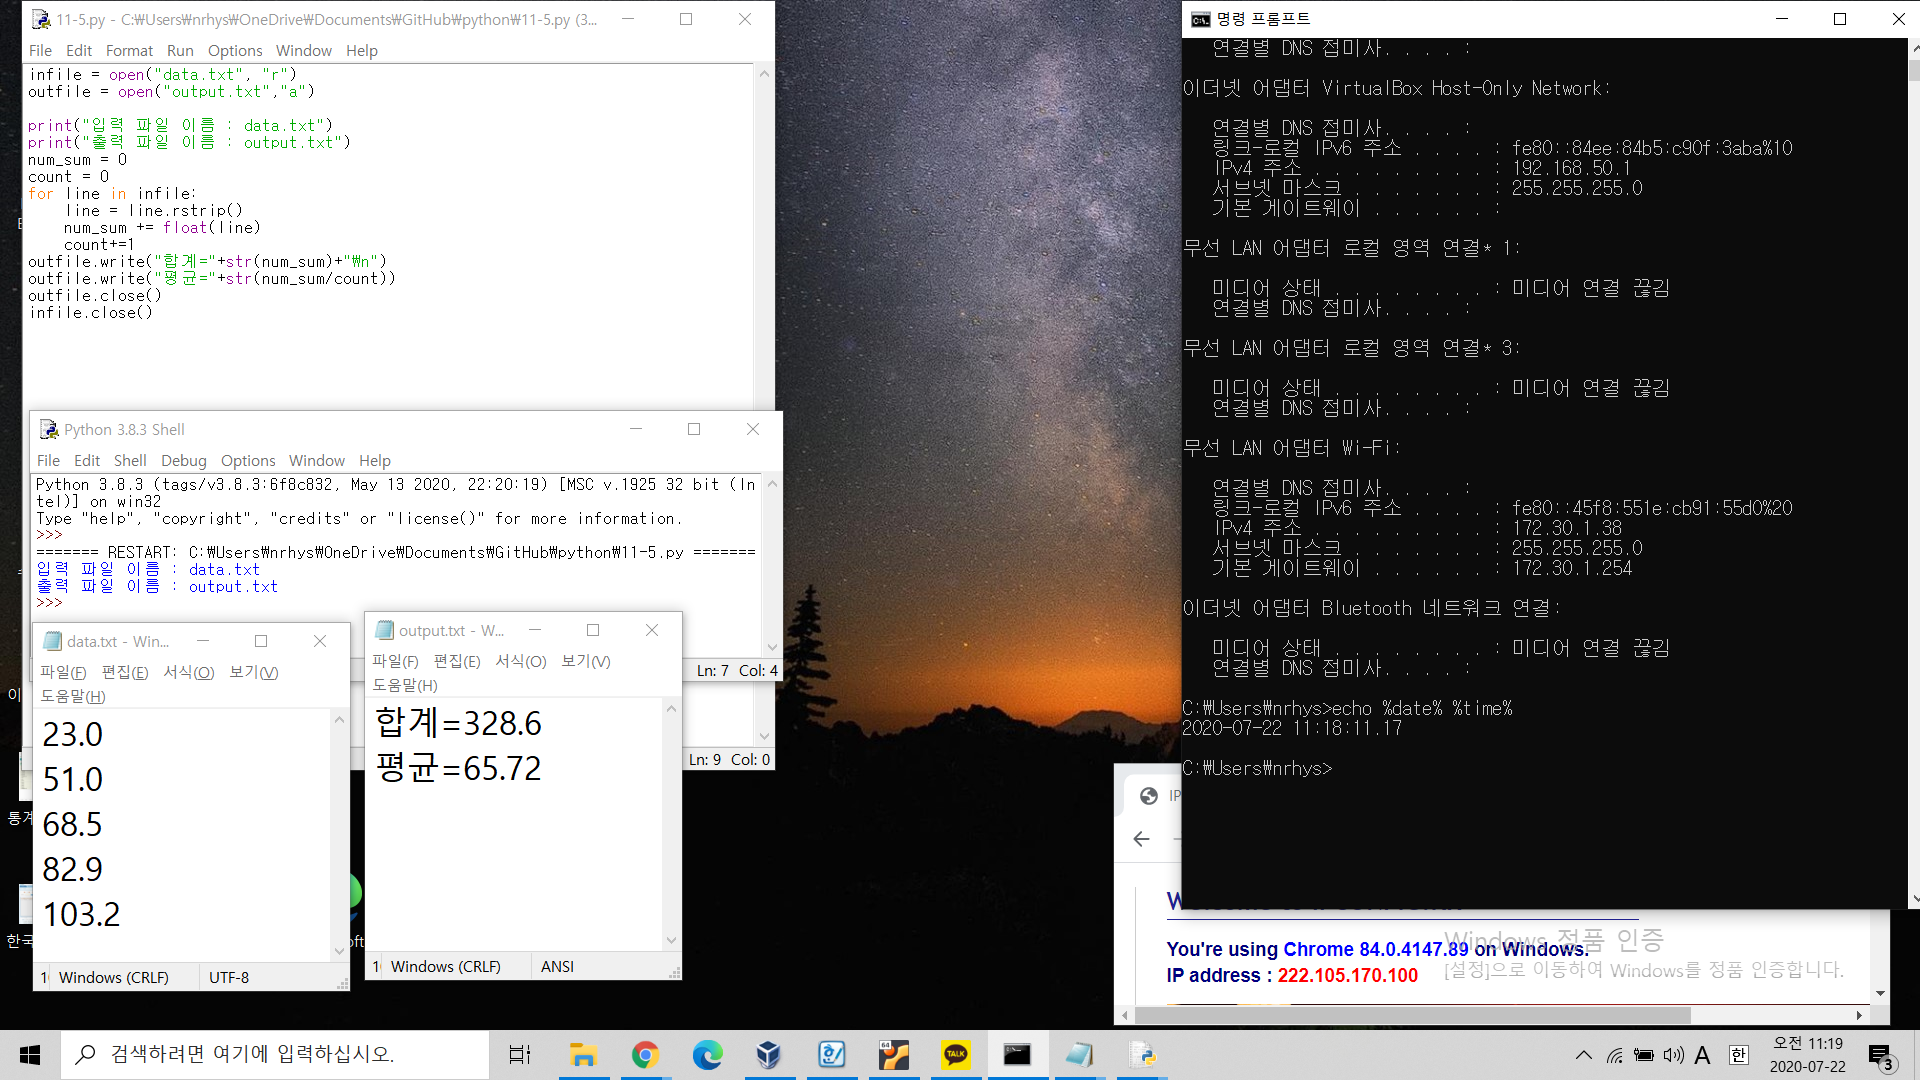 11-5.py - C:₩Users₩nrhys₩OneDrive₩Documents₩GitHub₩python₩11-5.py (3...
File Edit Format Run Options Window Help
infile = open("data.txt", "r")
outfile = open("output.txt","a")
print("입력 파일 이름 : data.txt")
print("출력 파일 이름 : output.txt")
num_sum = 0
count = 0
for line in infile:
    line = line.rstrip()
    num_sum += float(line)
    count+=1
outfile.write("합계="+str(num_sum)+"₩n")
outfile.write("평균="+str(num_sum/count))
outfile.close()
infile.close()
Ln: 9 Col: 0
Python 3.8.3 Shell
File Edit Shell Debug Options Window Help
Python 3.8.3 (tags/v3.8.3:6f8c832, May 13 2020, 22:20:19) [MSC v.1925 32 bit (In
tel)] on win32
Type "help", "copyright", "credits" or "license()" for more information.
>>>
======= RESTART: C:₩Users₩nrhys₩OneDrive₩Documents₩GitHub₩python₩11-5.py =======
입력 파일 이름 : data.txt
출력 파일 이름 : output.txt
>>>
Ln: 7 Col: 4
data.txt - Win...
파일(F) 편집(E) 서식(O) 보기(V)
도움말(H)
23.0
51.0
68.5
82.9
103.2
Windows (CRLF) UTF-8
output.txt - W...
파일(F) 편집(E) 서식(O) 보기(V)
도움말(H)
합계=328.6
평균=65.72
Windows (CRLF) ANSI
명령 프롬프트
연결별 DNS 접미사. . . . :
이더넷 어댑터 VirtualBox Host-Only Network:
연결별 DNS 접미사. . . . :
링크-로컬 IPv6 주소 . . . . : fe80::84ee:84b5:c90f:3aba%10
IPv4 주소 . . . . . . . . . : 192.168.50.1
서브넷 마스크 . . . . . . . : 255.255.255.0
기본 게이트웨이 . . . . . . :
무선 LAN 어댑터 로컬 영역 연결* 1:
미디어 상태 . . . . . . . . : 미디어 연결 끊김
연결별 DNS 접미사. . . . :
무선 LAN 어댑터 로컬 영역 연결* 3:
미디어 상태 . . . . . . . . : 미디어 연결 끊김
연결별 DNS 접미사. . . . :
무선 LAN 어댑터 Wi-Fi:
연결별 DNS 접미사. . . . :
링크-로컬 IPv6 주소 . . . . : fe80::45f8:551e:cb91:55d0%20
IPv4 주소 . . . . . . . . . : 172.30.1.38
서브넷 마스크 . . . . . . . : 255.255.255.0
기본 게이트웨이 . . . . . . : 172.30.1.254
이더넷 어댑터 Bluetooth 네트워크 연결:
미디어 상태 . . . . . . . . : 미디어 연결 끊김
연결별 DNS 접미사. . . . :
C:₩Users₩nrhys>echo %date% %time%
2020-07-22 11:18:11.17
C:₩Users₩nrhys>
IP
You're using Chrome 84.0.4147.89 on Windows.
IP address : 222.105.170.100
Windows 정품 인증
[설정]으로 이동하여 Windows를 정품 인증합니다.
검색하려면 여기에 입력하십시오.
64
TALK
A
한
오전 11:19
2020-07-22
3